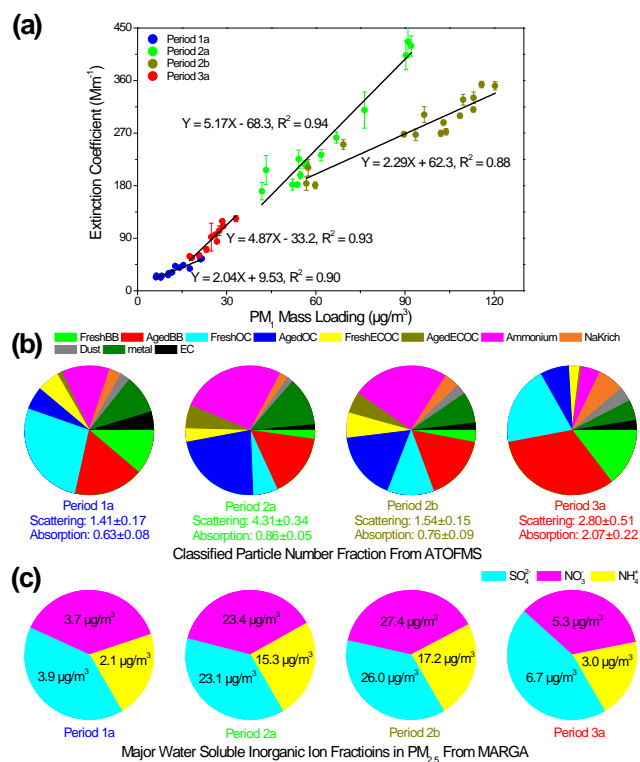 (a)
Extinction Coefficient (Mm⁻¹)
450
360
270
180
90
0
Period 1a
Period 2a
Period 2b
Period 3a
Y = 5.17X - 68.3, R² = 0.94
Y = 2.29X + 62.3, R² = 0.88
Y = 4.87X - 33.2, R² = 0.93
Y = 2.04X + 9.53, R² = 0.90
0 30 60 90 120
PM₁ Mass Loading (μg/m³)
FreshBB AgedBB FreshOC AgedOC FreshECOC AgedECOC Ammonium NaKrich
Dust metal EC
(b)
Period 1a Period 2a Period 2b Period 3a
Scattering: 1.41±0.17 Scattering: 4.31±0.34 Scattering: 1.54±0.15 Scattering: 2.80±0.51
Absorption: 0.63±0.08 Absorption: 0.86±0.05 Absorption: 0.76±0.09 Absorption: 2.07±0.22
Classified Particle Number Fraction From ATOFMS
(c)
SO₄²⁻ NO₃⁻ NH₄⁺
3.7 μg/m³ 23.4 μg/m³ 27.4 μg/m³ 5.3 μg/m³
2.1 μg/m³ 15.3 μg/m³ 17.2 μg/m³ 3.0 μg/m³
3.9 μg/m³ 23.1 μg/m³ 26.0 μg/m³ 6.7 μg/m³
Period 1a Period 2a Period 2b Period 3a
Major Water Soluble Inorganic Ion Fractioins in PM₂.₅ From MARGA